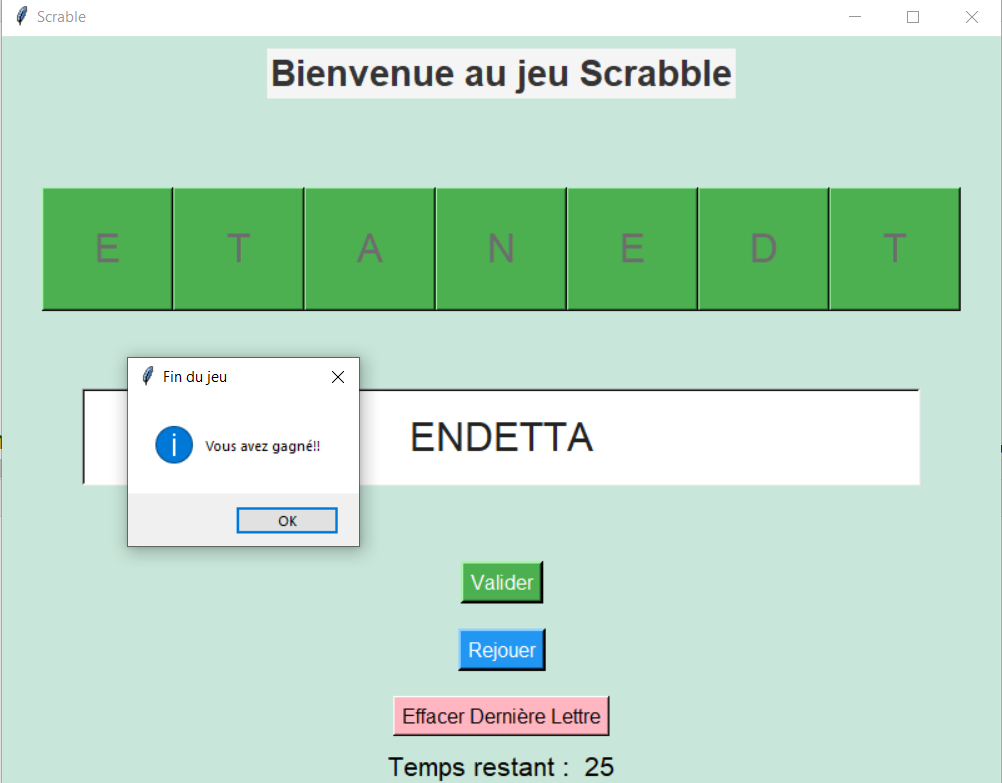 Scrable
Bienvenue au jeu Scrabble
E T A N E D T
Fin du jeu
Vous avez gagné!!
OK
ENDETTA
Valider
Rejouer
Effacer Dernière Lettre
Temps restant : 25